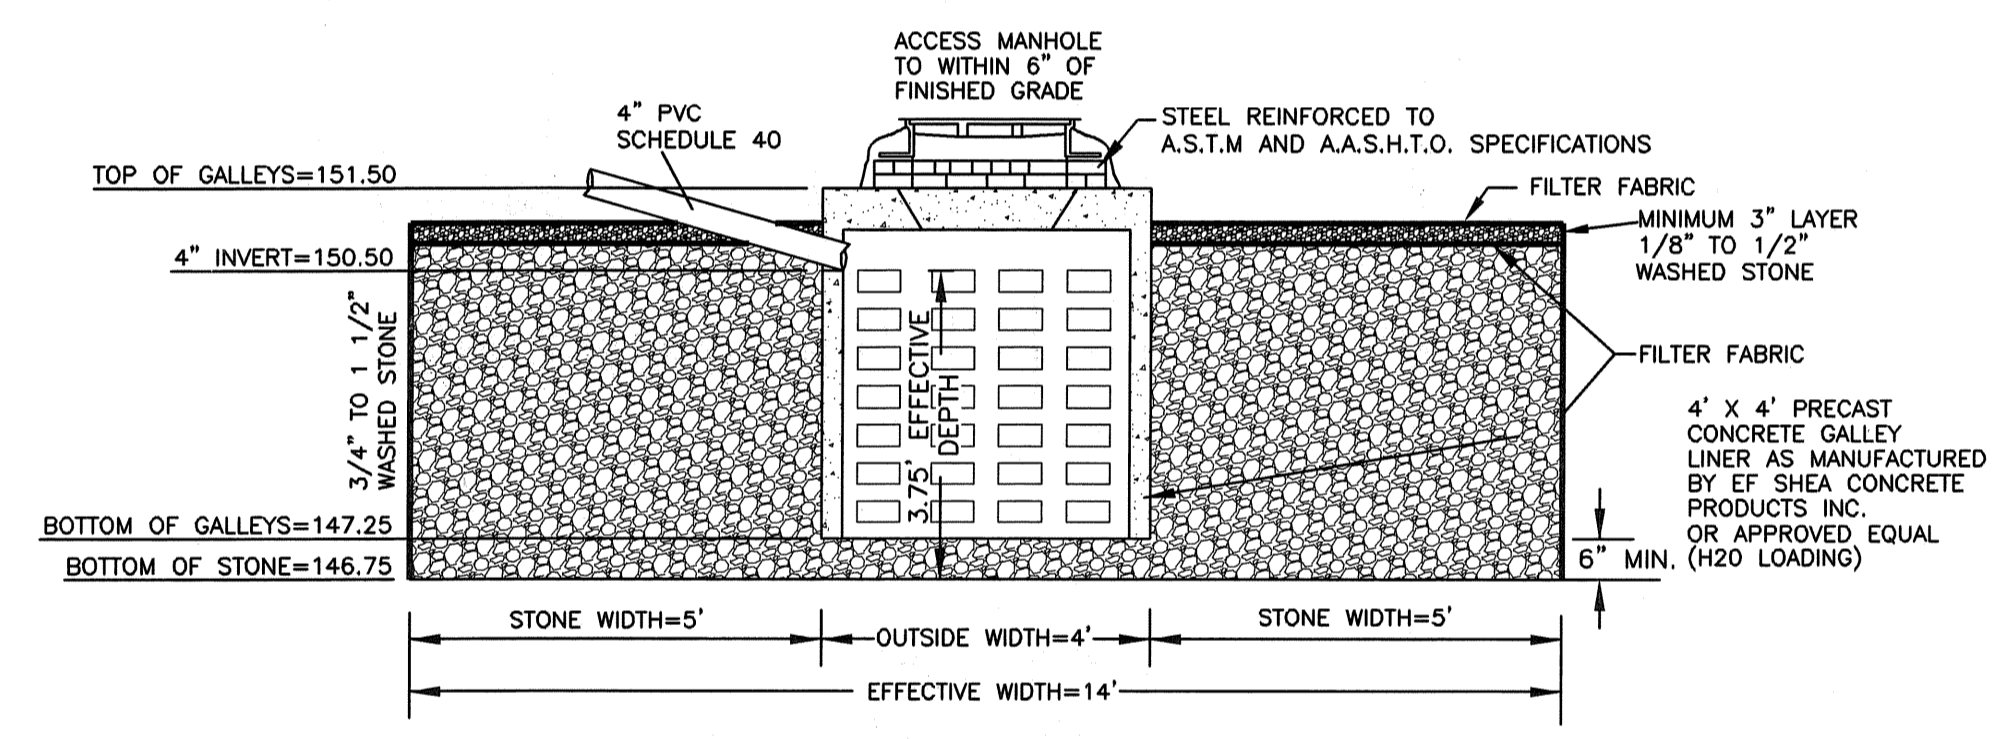 ACCESS MANHOLE
TO WITHIN 6" OF
FINISHED GRADE
4" PVC
SCHEDULE 40
STEEL REINFORCED TO
A.S.T.M AND A.A.S.H.T.O. SPECIFICATIONS
TOP OF GALLEYS=151.50
FILTER FABRIC
MINIMUM 3" LAYER
1/8" TO 1/2"
WASHED STONE
4" INVERT=150.50
3/4" TO 1 1/2"
WASHED STONE
3.75' EFFECTIVE
DEPTH
FILTER FABRIC
4' X 4' PRECAST
CONCRETE GALLEY
LINER AS MANUFACTURED
BY EF SHEA CONCRETE
PRODUCTS INC.
OR APPROVED EQUAL
(H20 LOADING)
BOTTOM OF GALLEYS=147.25
6" MIN.
BOTTOM OF STONE=146.75
STONE WIDTH=5'
OUTSIDE WIDTH=4'
STONE WIDTH=5'
EFFECTIVE WIDTH=14'